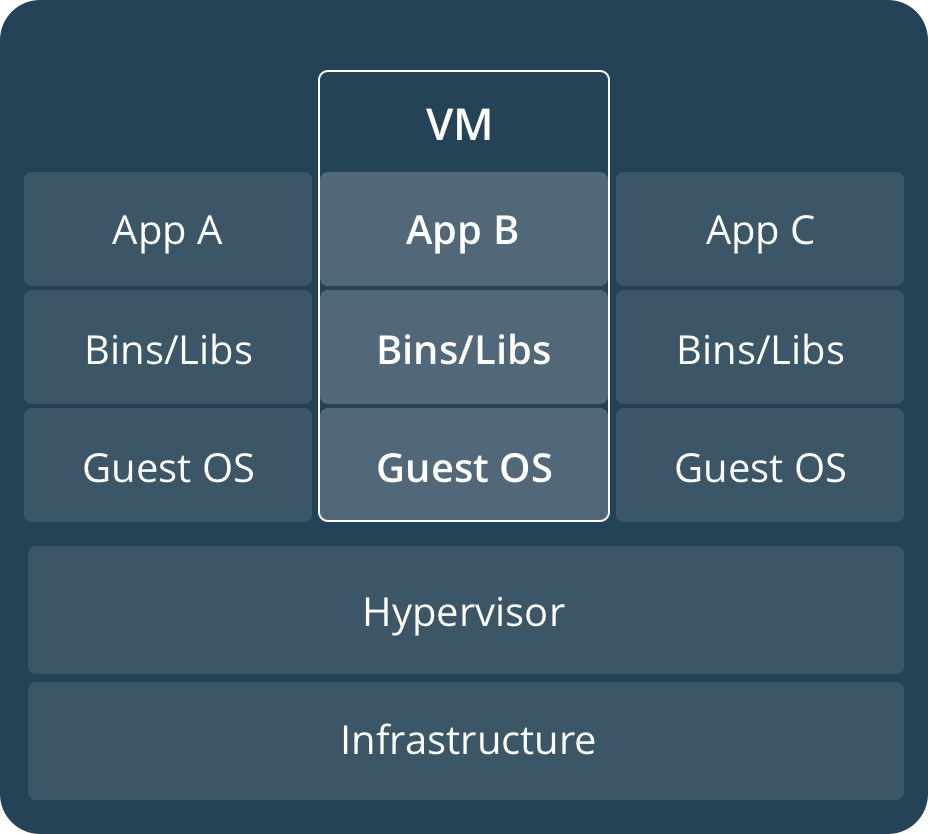 VM
App A
App B
App C
Bins/Libs
Bins/Libs
Bins/Libs
Guest OS
Guest OS
Guest OS
Hypervisor
Infrastructure